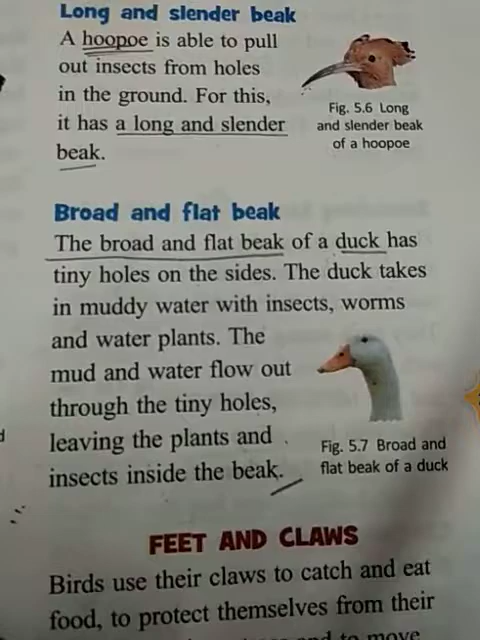 Long and slender beak
A hoopoe is able to pull
out insects from holes
in the ground. For this,
it has a long and slender
beak.
Fig. 5.6 Long
and slender beak
of a hoopoe
Broad and flat beak
The broad and flat beak of a duck has
tiny holes on the sides. The duck takes
in muddy water with insects, worms
and water plants. The
mud and water flow out
through the tiny holes,
leaving the plants and
insects inside the beak.
Fig. 5.7 Broad and
flat beak of a duck
FEET AND CLAWS
Birds use their claws to catch and eat
food, to protect themselves from their
and to move